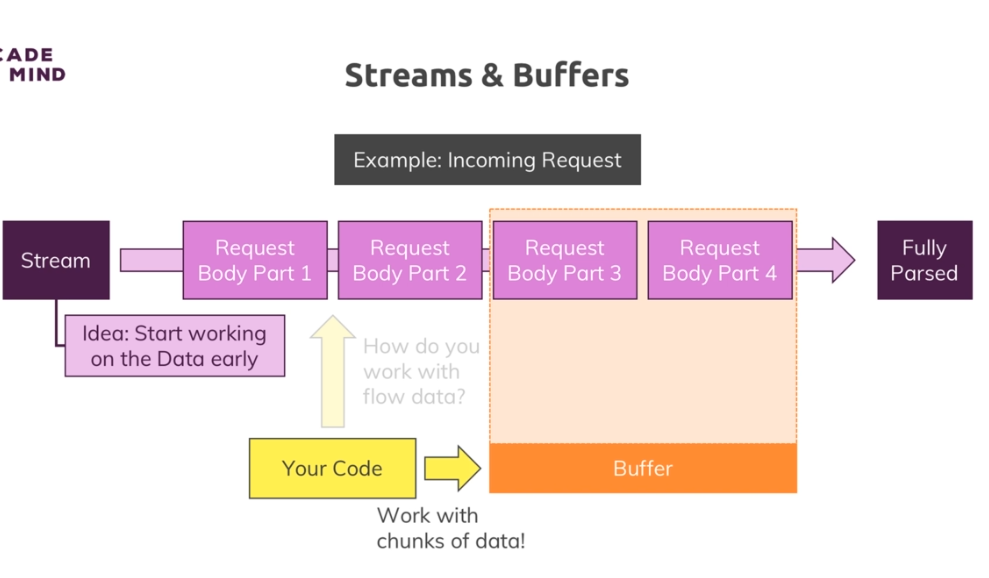 CADE
MIND
Streams & Buffers
Example: Incoming Request
Stream
Request
Body Part 1
Request
Body Part 2
Request
Body Part 3
Request
Body Part 4
Fully
Parsed
Idea: Start working
on the Data early
How do you
work with
flow data?
Your Code
Buffer
Work with
chunks of data!